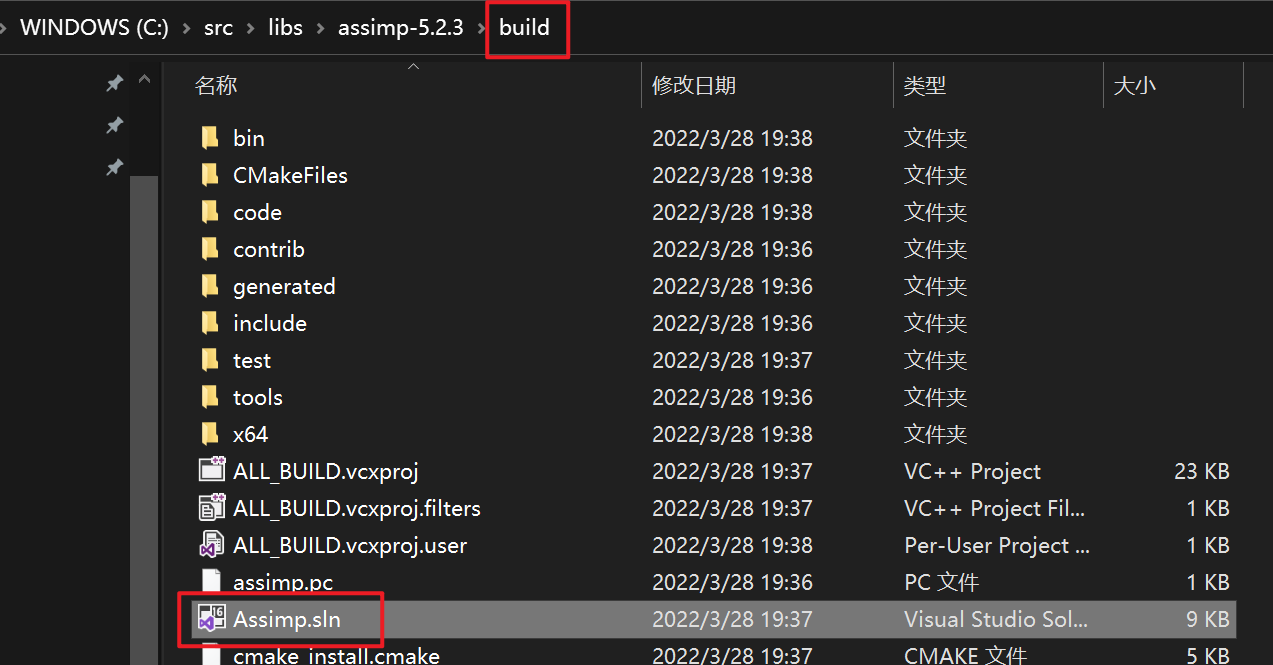 WINDOWS (C:) > src > libs > assimp-5.2.3 > build
名称 修改日期 类型 大小
bin 2022/3/28 19:38 文件夹
CMakeFiles 2022/3/28 19:38 文件夹
code 2022/3/28 19:38 文件夹
contrib 2022/3/28 19:36 文件夹
generated 2022/3/28 19:36 文件夹
include 2022/3/28 19:36 文件夹
test 2022/3/28 19:37 文件夹
tools 2022/3/28 19:36 文件夹
x64 2022/3/28 19:38 文件夹
ALL_BUILD.vcxproj 2022/3/28 19:37 VC++ Project 23 KB
ALL_BUILD.vcxproj.filters 2022/3/28 19:37 VC++ Project Fil... 1 KB
ALL_BUILD.vcxproj.user 2022/3/28 19:38 Per-User Project ... 1 KB
assimp.pc 2022/3/28 19:36 PC 文件 1 KB
Assimp.sln 2022/3/28 19:37 Visual Studio Sol... 9 KB
cmake_install.cmake 2022/3/28 19:37 CMAKE 文件 5 KB